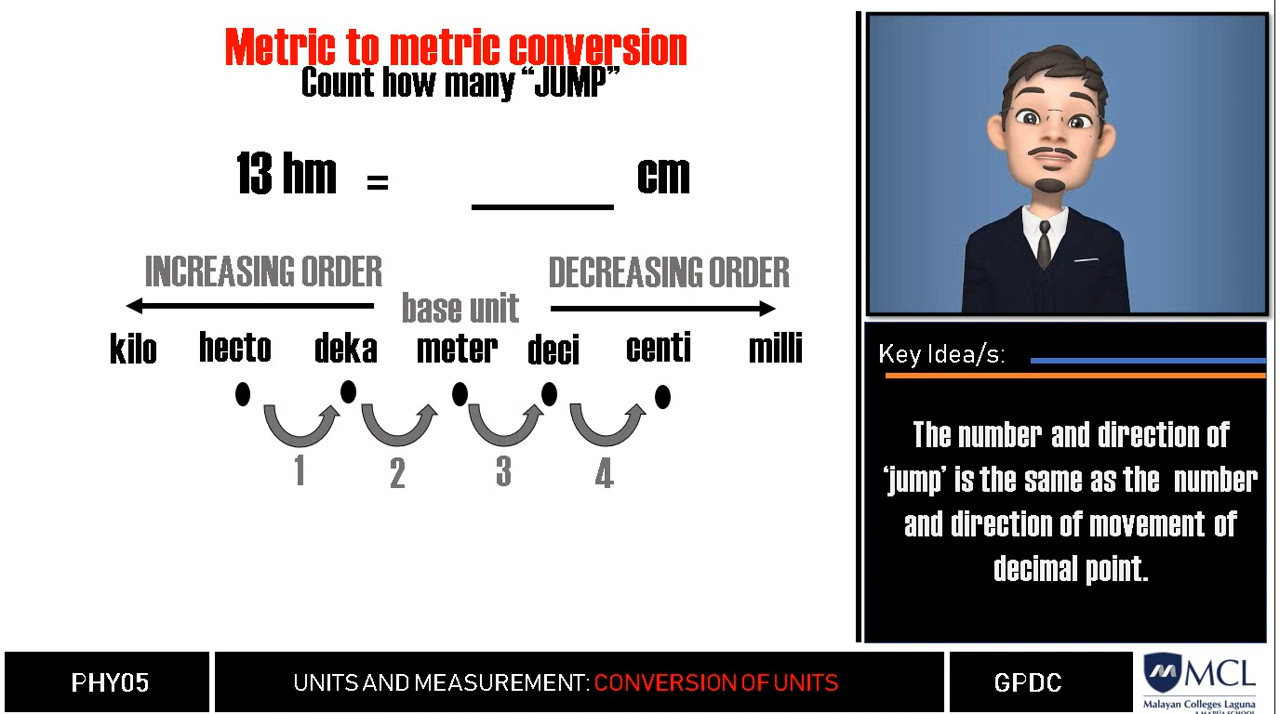 Metric to metric conversion
Count how many “JUMP”
13 hm = ______ cm
INCREASING ORDER
DECREASING ORDER
base unit
kilo hecto deka meter deci centi milli
1 2 3 4
Key Idea/s:
The number and direction of
‘jump’ is the same as the number
and direction of movement of
decimal point.
PHY05
UNITS AND MEASUREMENT: CONVERSION OF UNITS
GPDC
MCL
Malayan Colleges Laguna
A MAPÚA SCHOOL